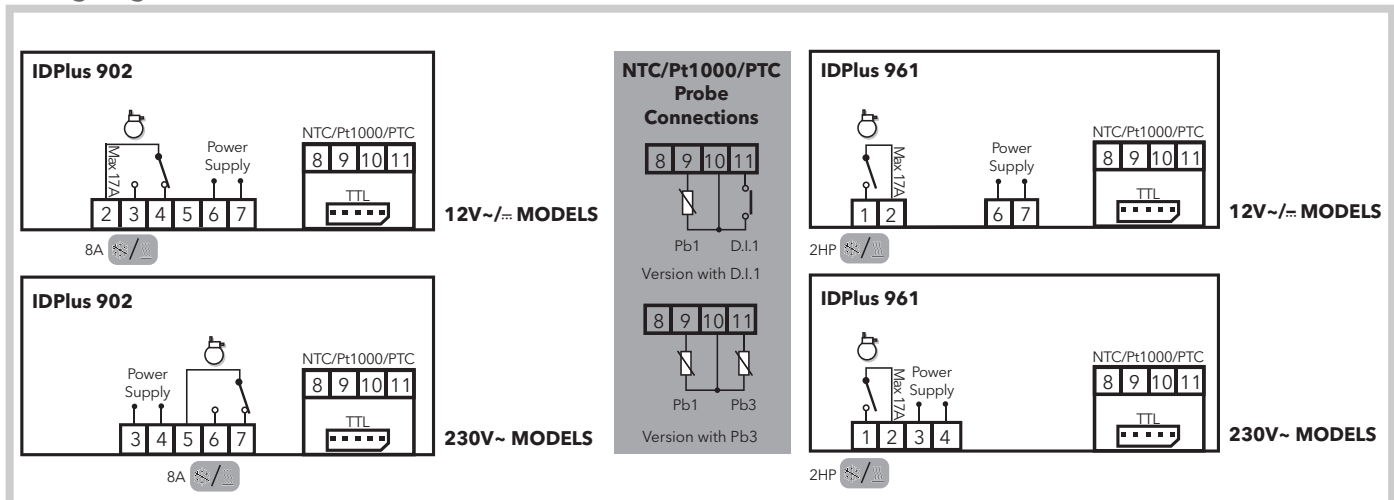 IDPlus 902
Max 17A
Power
Supply
NTC/Pt1000/PTC
8 9 10 11
TTL
2 3 4 5 6 7
8A
12V~/⎓ MODELS
IDPlus 902
Power
Supply
NTC/Pt1000/PTC
8 9 10 11
TTL
3 4 5 6 7
8A
230V~ MODELS
NTC/Pt1000/PTC
Probe
Connections
8 9 10 11
Pb1 D.I.1
Version with D.I.1
8 9 10 11
Pb1 Pb3
Version with Pb3
IDPlus 961
Max 17A
Power
Supply
NTC/Pt1000/PTC
8 9 10 11
TTL
1 2 6 7
2HP
12V~/⎓ MODELS
IDPlus 961
Max 17A
Power
Supply
NTC/Pt1000/PTC
8 9 10 11
TTL
1 2 3 4
2HP
230V~ MODELS